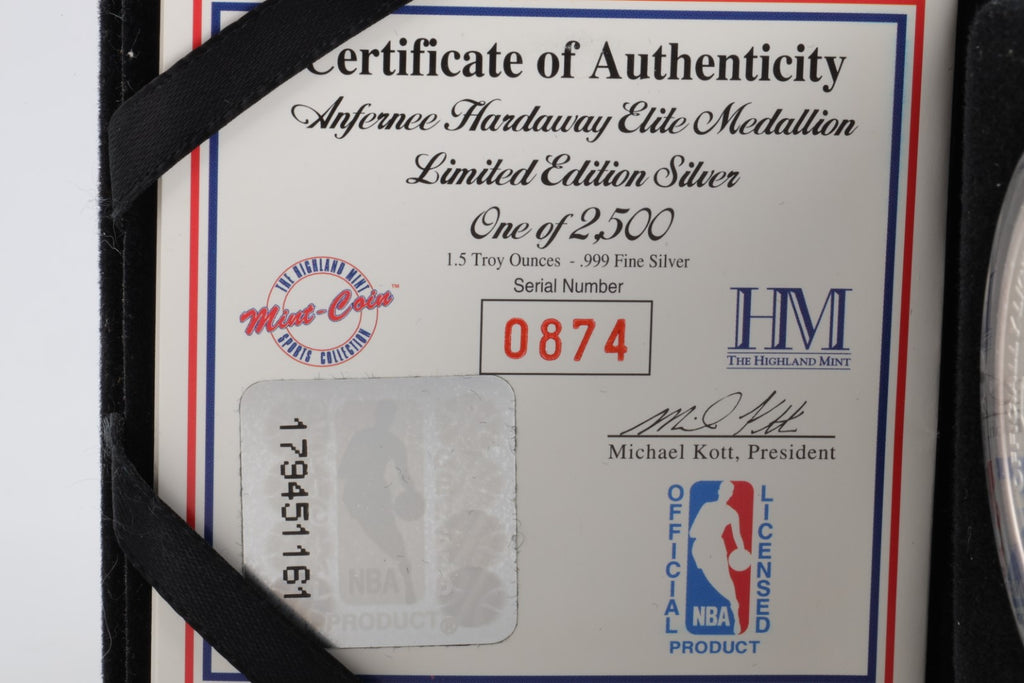 Certificate of Authenticity
Anfernee Hardaway Elite Medallion
Limited Edition Silver
One of 2,500
1.5 Troy Ounces - .999 Fine Silver
Serial Number
0874
THE HIGHLAND MINT
Mint-Coin™
SPORTS COLLECTION
HM
THE HIGHLAND MINT
Michael Kott, President
17945116
NBA
PRODUCT
OFFICIAL
LICENSED
NBA
PRODUCT